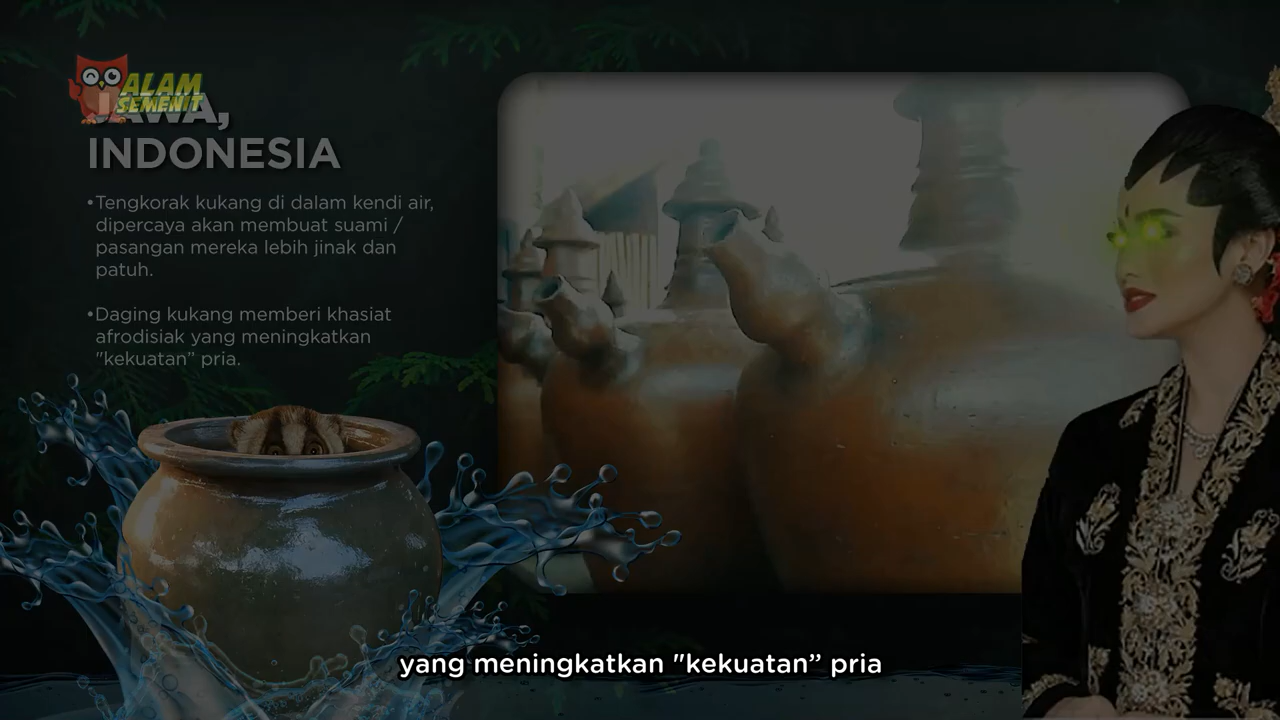 ALAM
SEMENIT
JAWA,
INDONESIA
•Tengkorak kukang di dalam kendi air,
dipercaya akan membuat suami /
pasangan mereka lebih jinak dan
patuh.
•Daging kukang memberi khasiat
afrodisiak yang meningkatkan
"kekuatan” pria.
yang meningkatkan "kekuatan” pria